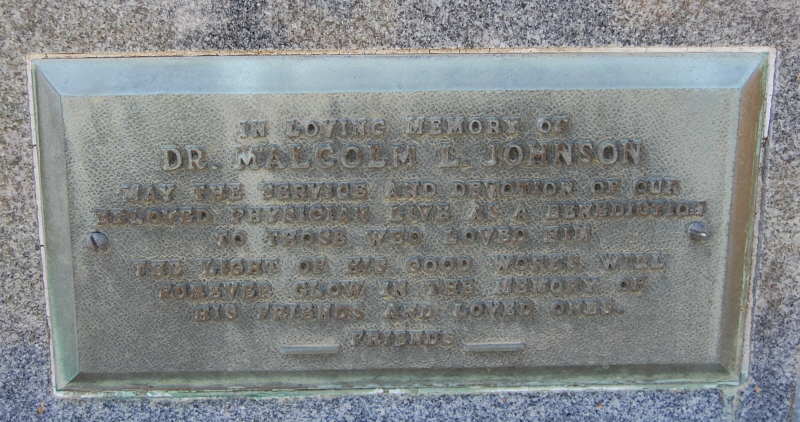 IN LOVING MEMORY OF
DR. MALCOLM L. JOHNSON
MAY THE SERVICE AND DEVOTION OF OUR
BELOVED PHYSICIAN LIVE AS A BENEDICTION
TO THOSE WHO LOVED HIM
THE LIGHT OF HIS GOOD WORKS WILL
FOREVER GLOW IN THE MEMORY OF
HIS FRIENDS AND LOVED ONES.
FRIENDS